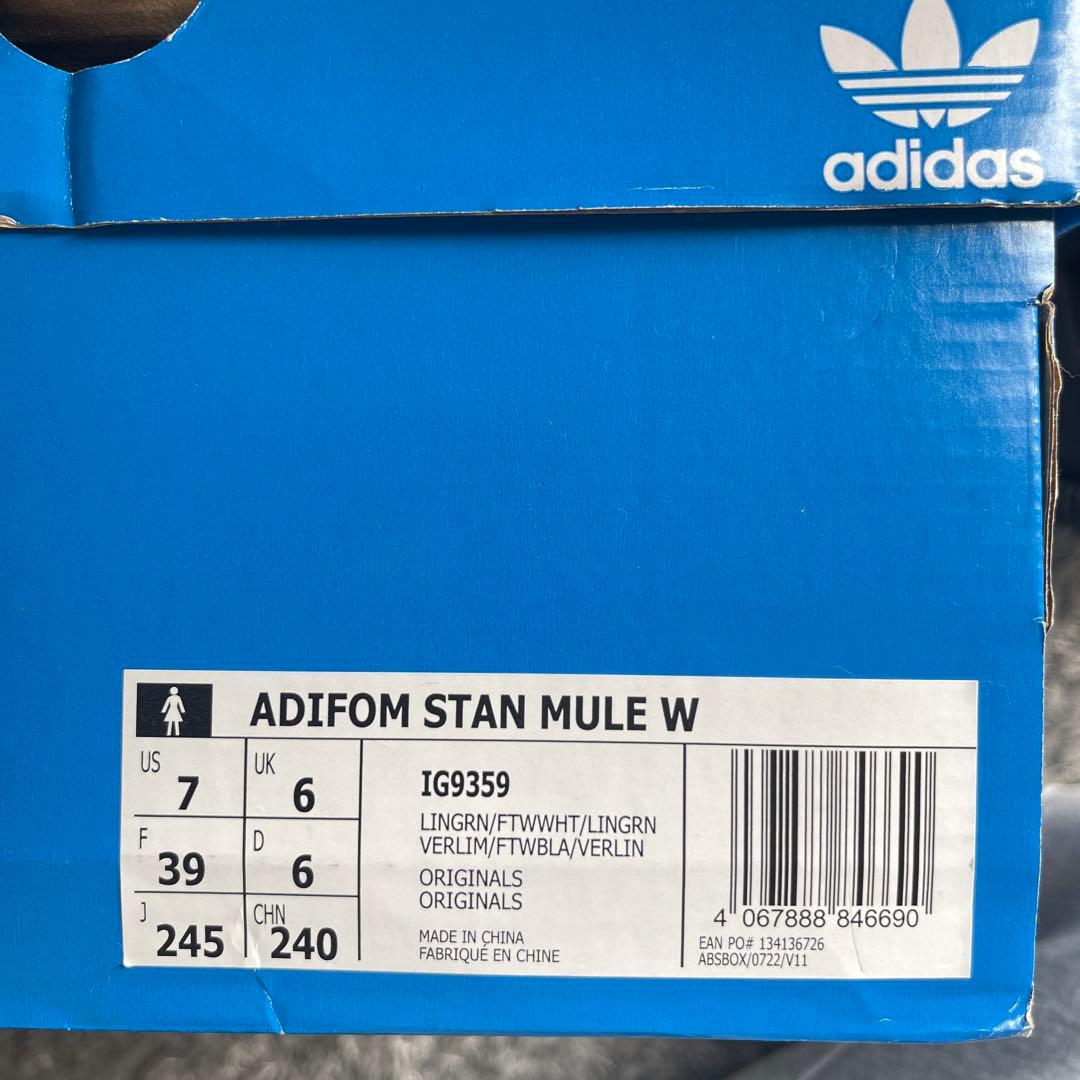 adidas
ADIFOM STAN MULE W
US 7
UK 6
F 39
D 6
J 245
CHN 240
IG9359
LINGRN/FTWWHT/LINGRN
VERLIM/FTWBLA/VERLIN
ORIGINALS
ORIGINALS
MADE IN CHINA
FABRIQUÉ EN CHINE
4 067888 846690
EAN PO# 134136726
ABSBOX/0722/V11